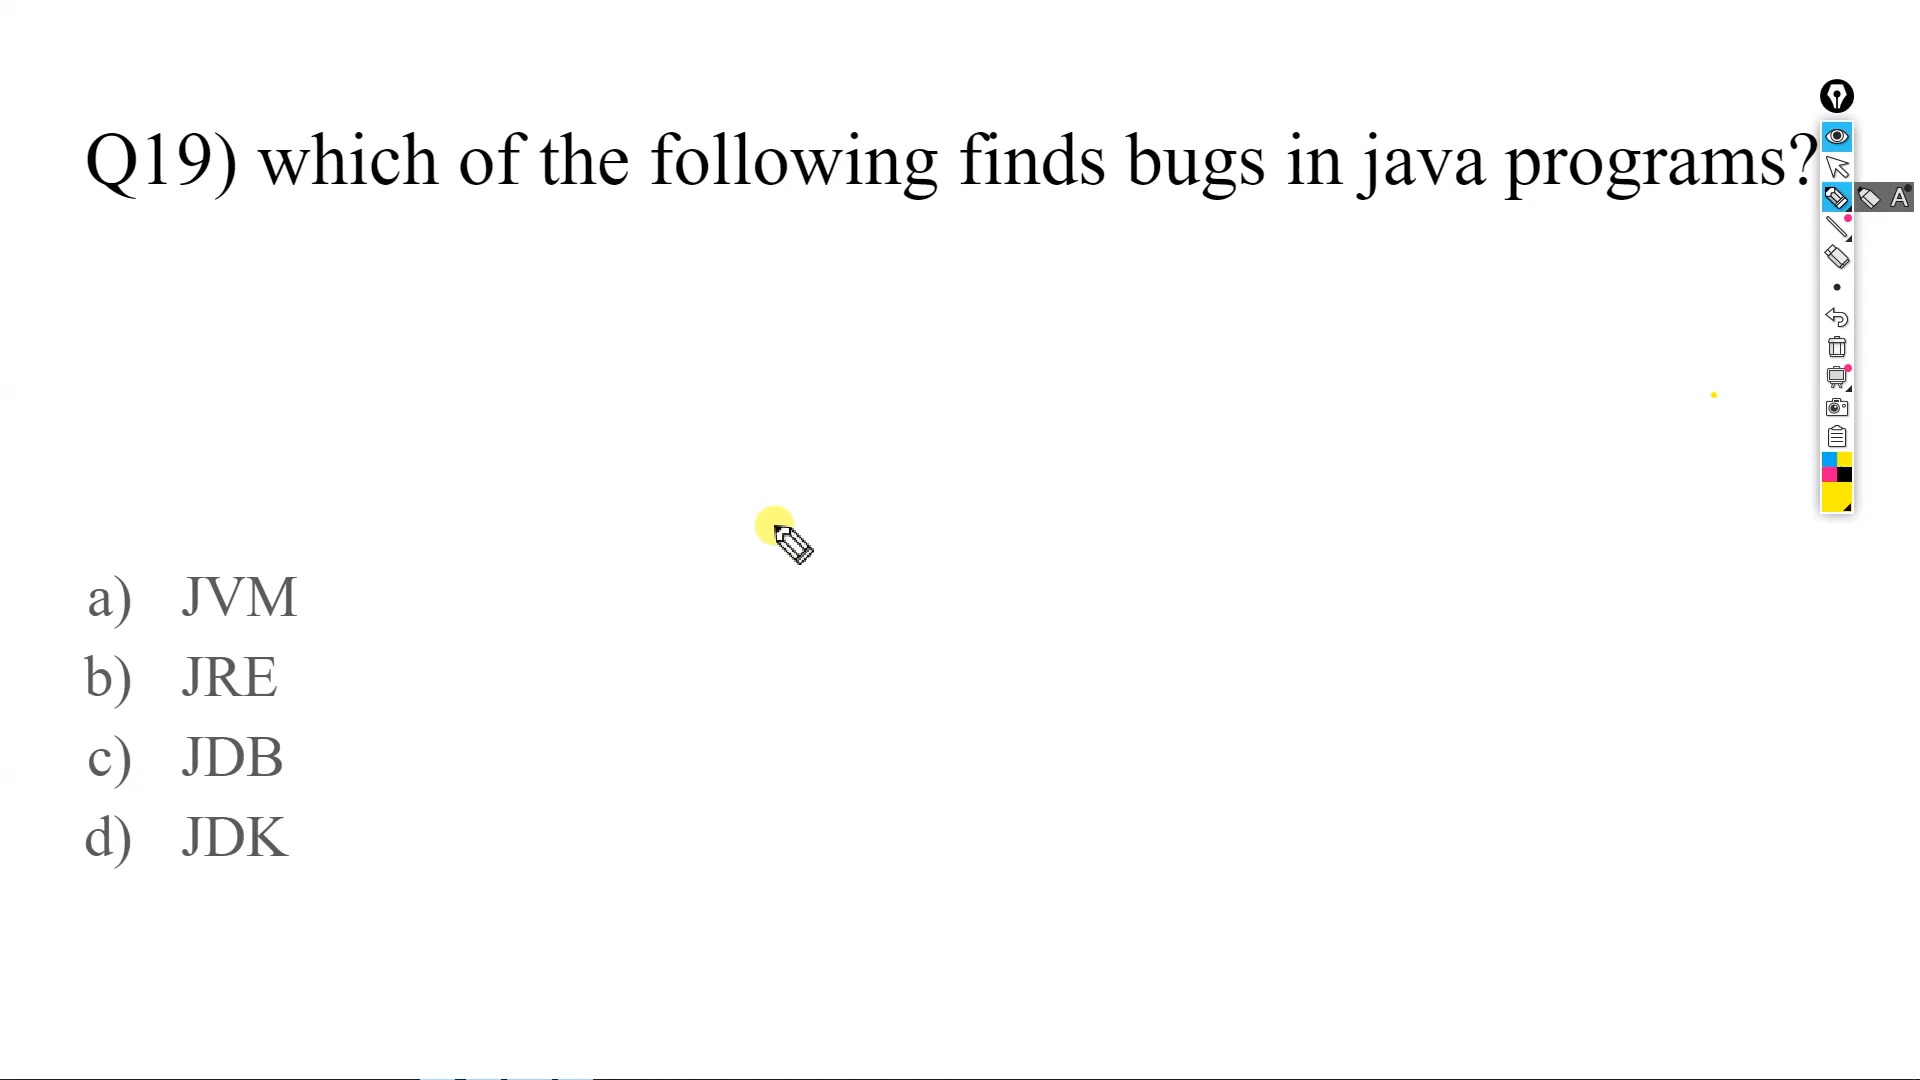 Q19) which of the following finds bugs in java programs?
A
a) JVM
b) JRE
c) JDB
d) JDK